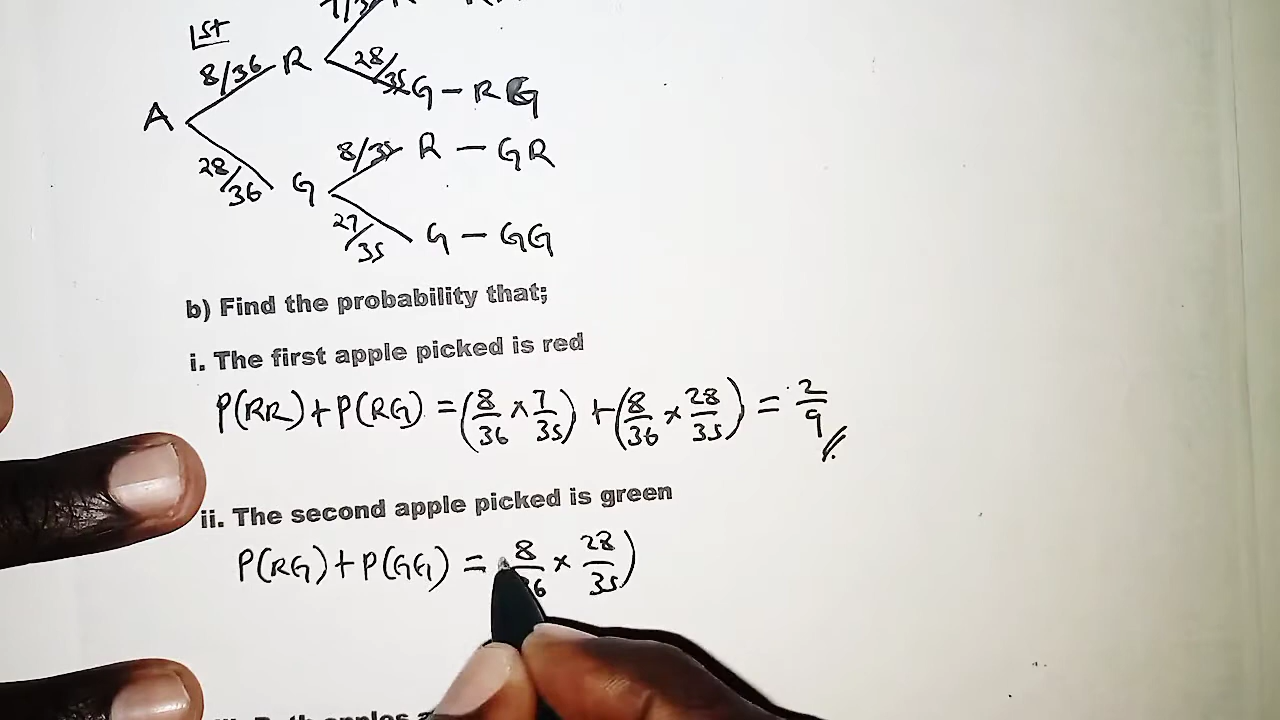 1st
8/36 R 28/35 G – RG
A
8/35 R – GR
28/36 G
27/35 G – GG
b) Find the probability that;
i. The first apple picked is red
P(RR)+P(RG) = (8/36 × 7/35) + (8/36 × 28/35) = 2/9
ii. The second apple picked is green
P(RG)+P(GG) = 8/36 × 28/35)